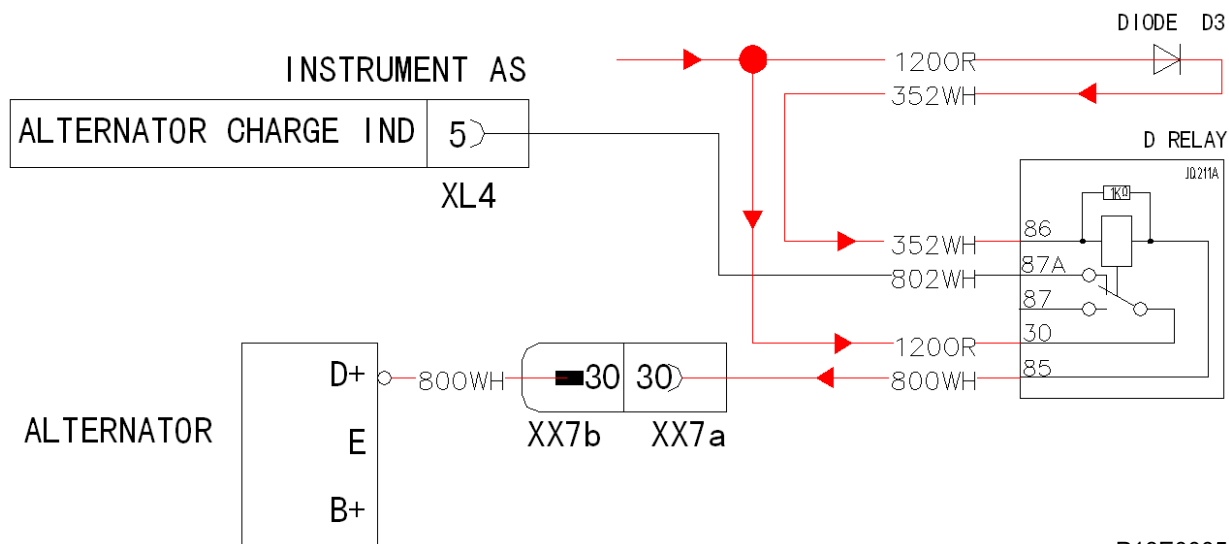 DIODE D3
INSTRUMENT AS
1200R
352WH
ALTERNATOR CHARGE IND 5
XL4
D RELAY
JQ211A
1KΩ
352WH 86
802WH 87A
87
1200R 30
800WH 85
D+ 800WH 30 30
XX7b XX7a
ALTERNATOR
E
B+